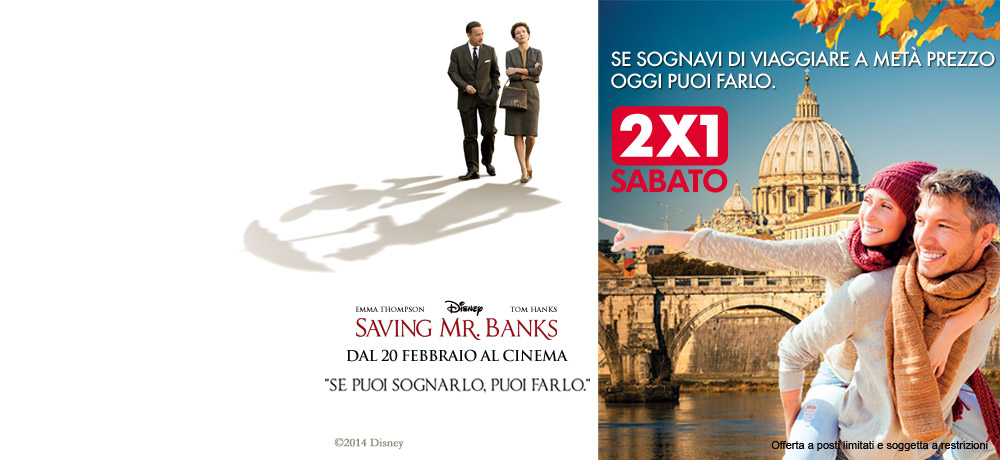 EMMA THOMPSON Disney TOM HANKS
SAVING MR. BANKS
DAL 20 FEBBRAIO AL CINEMA
"SE PUOI SOGNARLO, PUOI FARLO."
©2014 Disney
SE SOGNAVI DI VIAGGIARE A METÀ PREZZO
OGGI PUOI FARLO.
2X1
SABATO
Offerta a posti limitati e soggetta a restrizioni